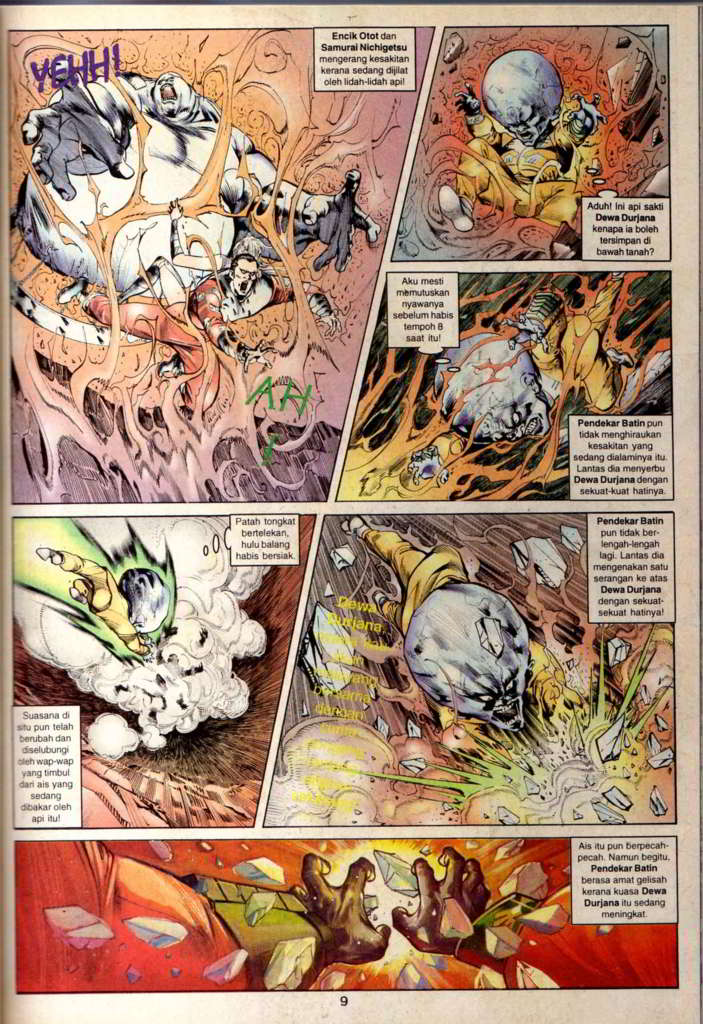 YEHH!
Encik Otot dan
Samurai Nichigetsu
mengerang kesakitan
kerana sedang dijilat
oleh lidah-lidah api!
AH
!
Aduh! Ini api sakti
Dewa Durjana
kenapa ia boleh
tersimpan di
bawah tanah?
Aku mesti
memutuskan
nyawanya
sebelum habis
tempoh 8
saat itu!
Pendekar Batin pun
tidak menghiraukan
kesakitan yang
sedang dialaminya itu.
Lantas dia menyerbu
Dewa Durjana dengan
sekuat-kuat hatinya.
Patah tongkat
bertelekan,
hulu balang
habis bersiak.
Suasana di
situ pun telah
berubah dan
diselubungi
oleh wap-wap
yang timbul
dari ais yang
sedang
dibakar oleh
api itu!
Pendekar Batin
pun tidak ber-
lengah-lengah
lagi. Lantas dia
mengenakan satu
serangan ke atas
Dewa Durjana
dengan sekuat-
sekuat hatinya!
Dewa
Durjana,
bersama
dengan
Ais itu pun berpecah-
pecah. Namun begitu,
Pendekar Batin
berasa amat gelisah
kerana kuasa Dewa
Durjana itu sedang
meningkat.
9